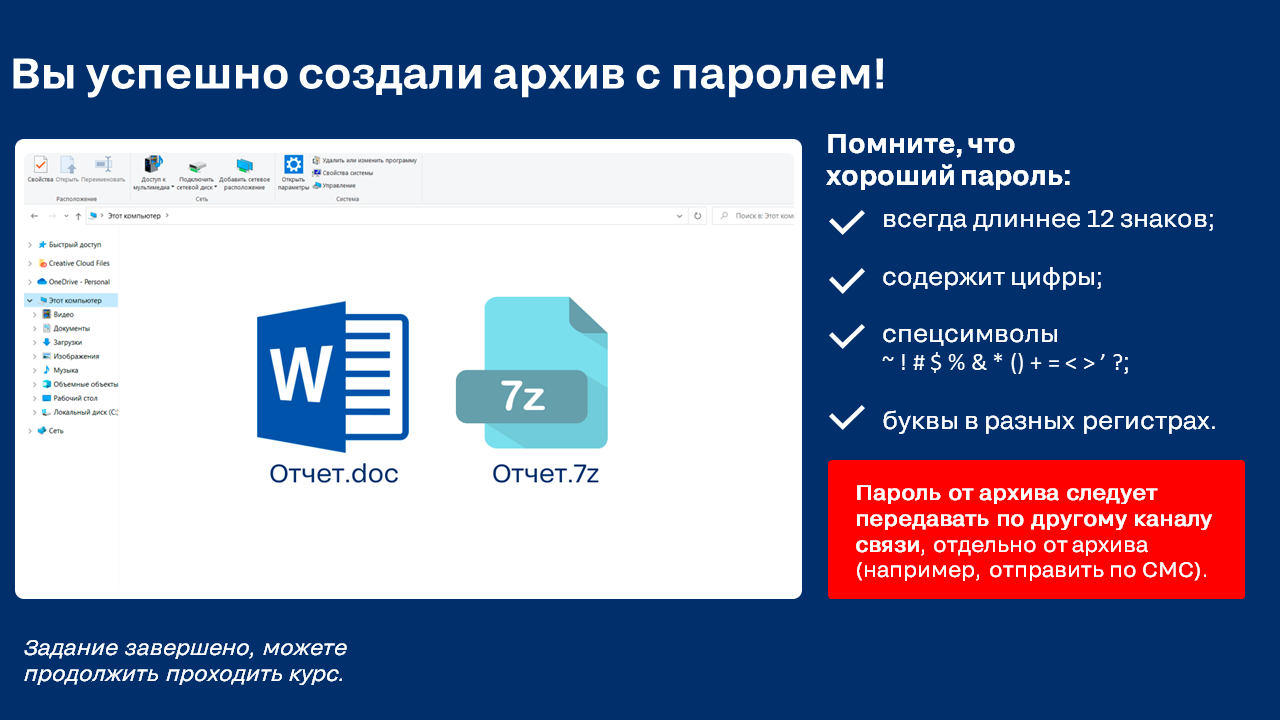 Вы успешно создали архив с паролем!
Свойства
Открыть
Переименовать
Доступ к
мультимедиа
Подключить
сетевой диск
Добавить сетевое
расположение
Открыть
параметры
Удалить или изменить программу
Свойства системы
Управление
Расположение
Сеть
Система
Этот компьютер
Поиск в: Этот ком
Быстрый доступ
Creative Cloud Files
OneDrive - Personal
Этот компьютер
Видео
Документы
Загрузки
Изображения
Музыка
Объемные объекты
Рабочий стол
Локальный диск (C:
Сеть
W
7z
Отчет.doc
Отчет.7z
Помните, что
хороший пароль:
всегда длиннее 12 знаков;
содержит цифры;
спецсимволы
~ ! # $ % & * () + = < > ’ ?;
буквы в разных регистрах.
Пароль от архива следует
передавать по другому каналу
связи, отдельно от архива
(например, отправить по СМС).
Задание завершено, можете
продолжить проходить курс.